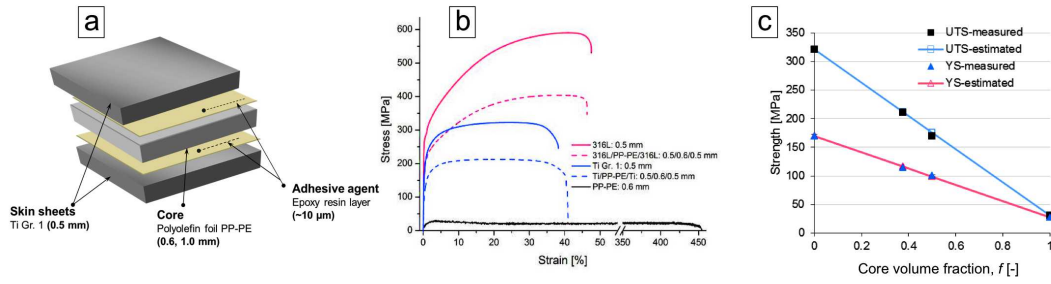 a
Skin sheets
Ti Gr. 1 (0.5 mm)
Core
Polyolefin foil PP-PE
(0.6, 1.0 mm)
Adhesive agent
Epoxy resin layer
(~10 µm)
b
Stress [MPa]
600
500
400
300
200
100
0
0
10
20
30
40
50
350
400
450
Strain [%]
316L: 0.5 mm
316L/PP-PE/316L: 0.5/0.6/0.5 mm
Ti Gr. 1: 0.5 mm
Ti/PP-PE/Ti: 0.5/0.6/0.5 mm
PP-PE: 0.6 mm
c
UTS-measured
UTS-estimated
YS-measured
YS-estimated
Strength [MPa]
350
300
250
200
150
100
50
0
0
0.2
0.4
0.6
0.8
1
Core volume fraction, f [-]